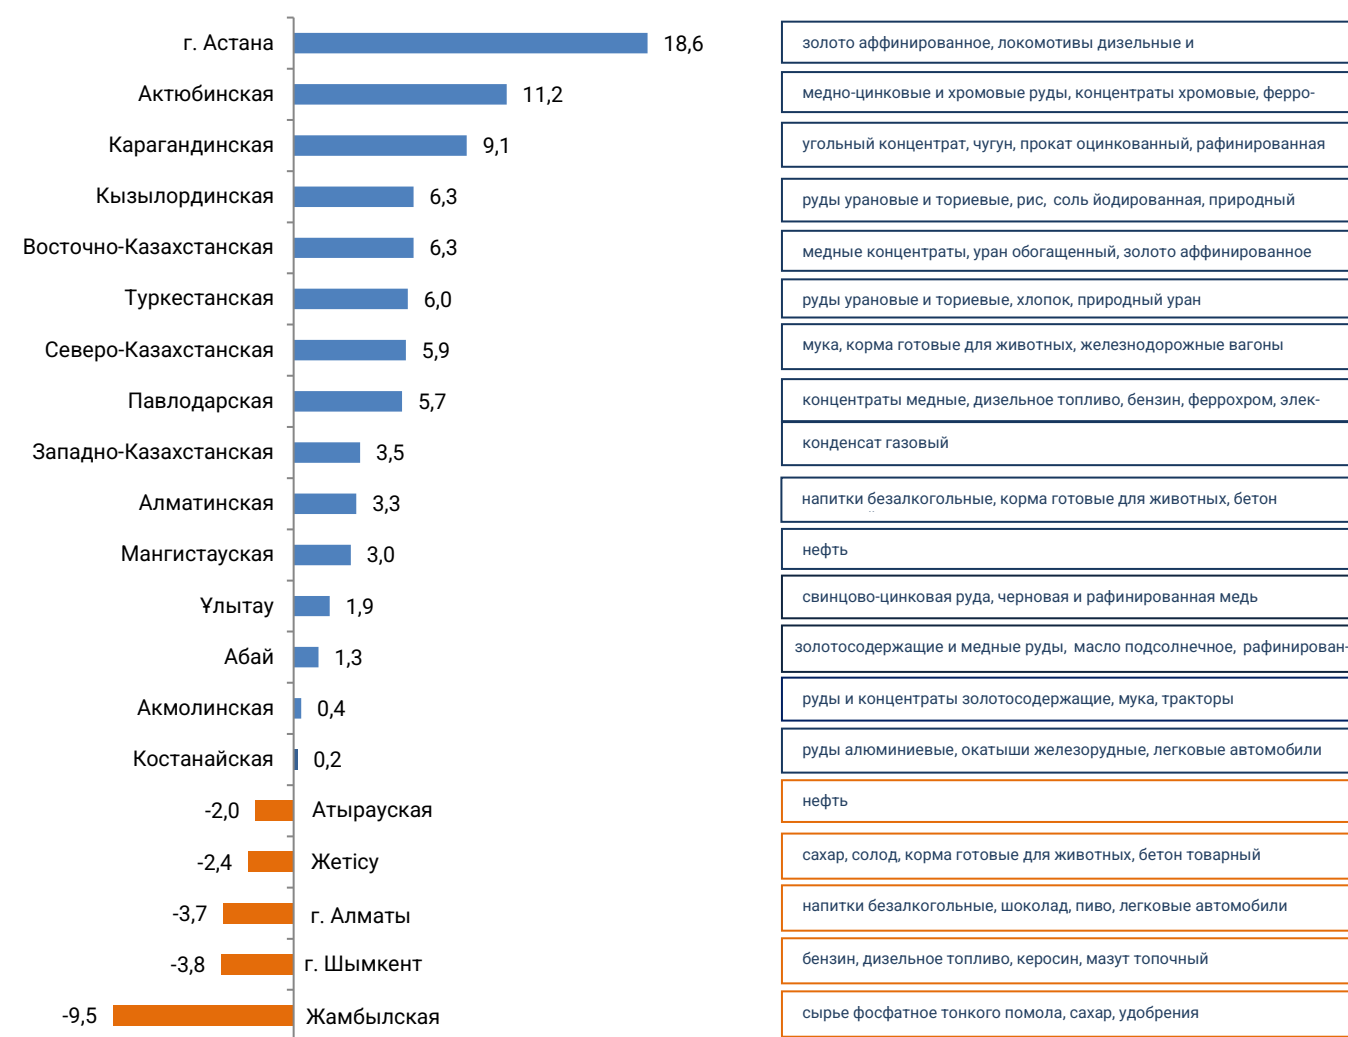 г. Астана 18,6 золото аффинированное, локомотивы дизельные и
Актюбинская 11,2 медно-цинковые и хромовые руды, концентраты хромовые, ферро-
Карагандинская 9,1 угольный концентрат, чугун, прокат оцинкованный, рафинированная
Кызылординская 6,3 руды урановые и ториевые, рис, соль йодированная, природный
Восточно-Казахстанская 6,3 медные концентраты, уран обогащенный, золото аффинированное
Туркестанская 6,0 руды урановые и ториевые, хлопок, природный уран
Северо-Казахстанская 5,9 мука, корма готовые для животных, железнодорожные вагоны
Павлодарская 5,7 концентраты медные, дизельное топливо, бензин, феррохром, элек-
Западно-Казахстанская 3,5 конденсат газовый
Алматинская 3,3 напитки безалкогольные, корма готовые для животных, бетон
Мангистауская 3,0 нефть
Ұлытау 1,9 свинцово-цинковая руда, черновая и рафинированная медь
Абай 1,3 золотосодержащие и медные руды, масло подсолнечное, рафинирован-
Акмолинская 0,4 руды и концентраты золотосодержащие, мука, тракторы
Костанайская 0,2 руды алюминиевые, окатыши железорудные, легковые автомобили
-2,0 Атырауская нефть
-2,4 Жетісу сахар, солод, корма готовые для животных, бетон товарный
-3,7 г. Алматы напитки безалкогольные, шоколад, пиво, легковые автомобили
-3,8 г. Шымкент бензин, дизельное топливо, керосин, мазут топочный
-9,5 Жамбылская сырье фосфатное тонкого помола, сахар, удобрения